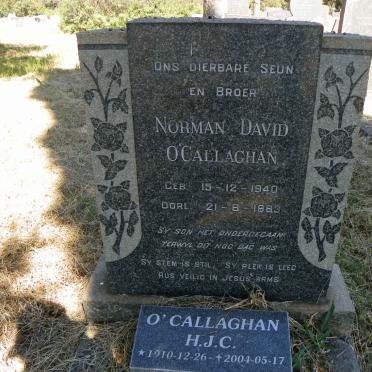 ONS DIERBARE SEUN
EN BROER
NORMAN DAVID
O'CALLAGHAN
GEB. 15-12-1940
OORL. 21-8-1963
SY SON HET ONDERGEGAAN
TERWYL DIT NOG DAG WAS
SY STEM IS STIL, SY PLEK IS LEEG
RUS VEILIG IN JESUS ARMS
O'CALLAGHAN
H.J.C.
*1910-12-26 - †2004-05-17